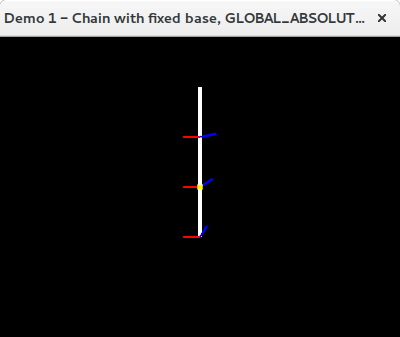 Demo 1 - Chain with fixed base, GLOBAL_ABSOLUT...